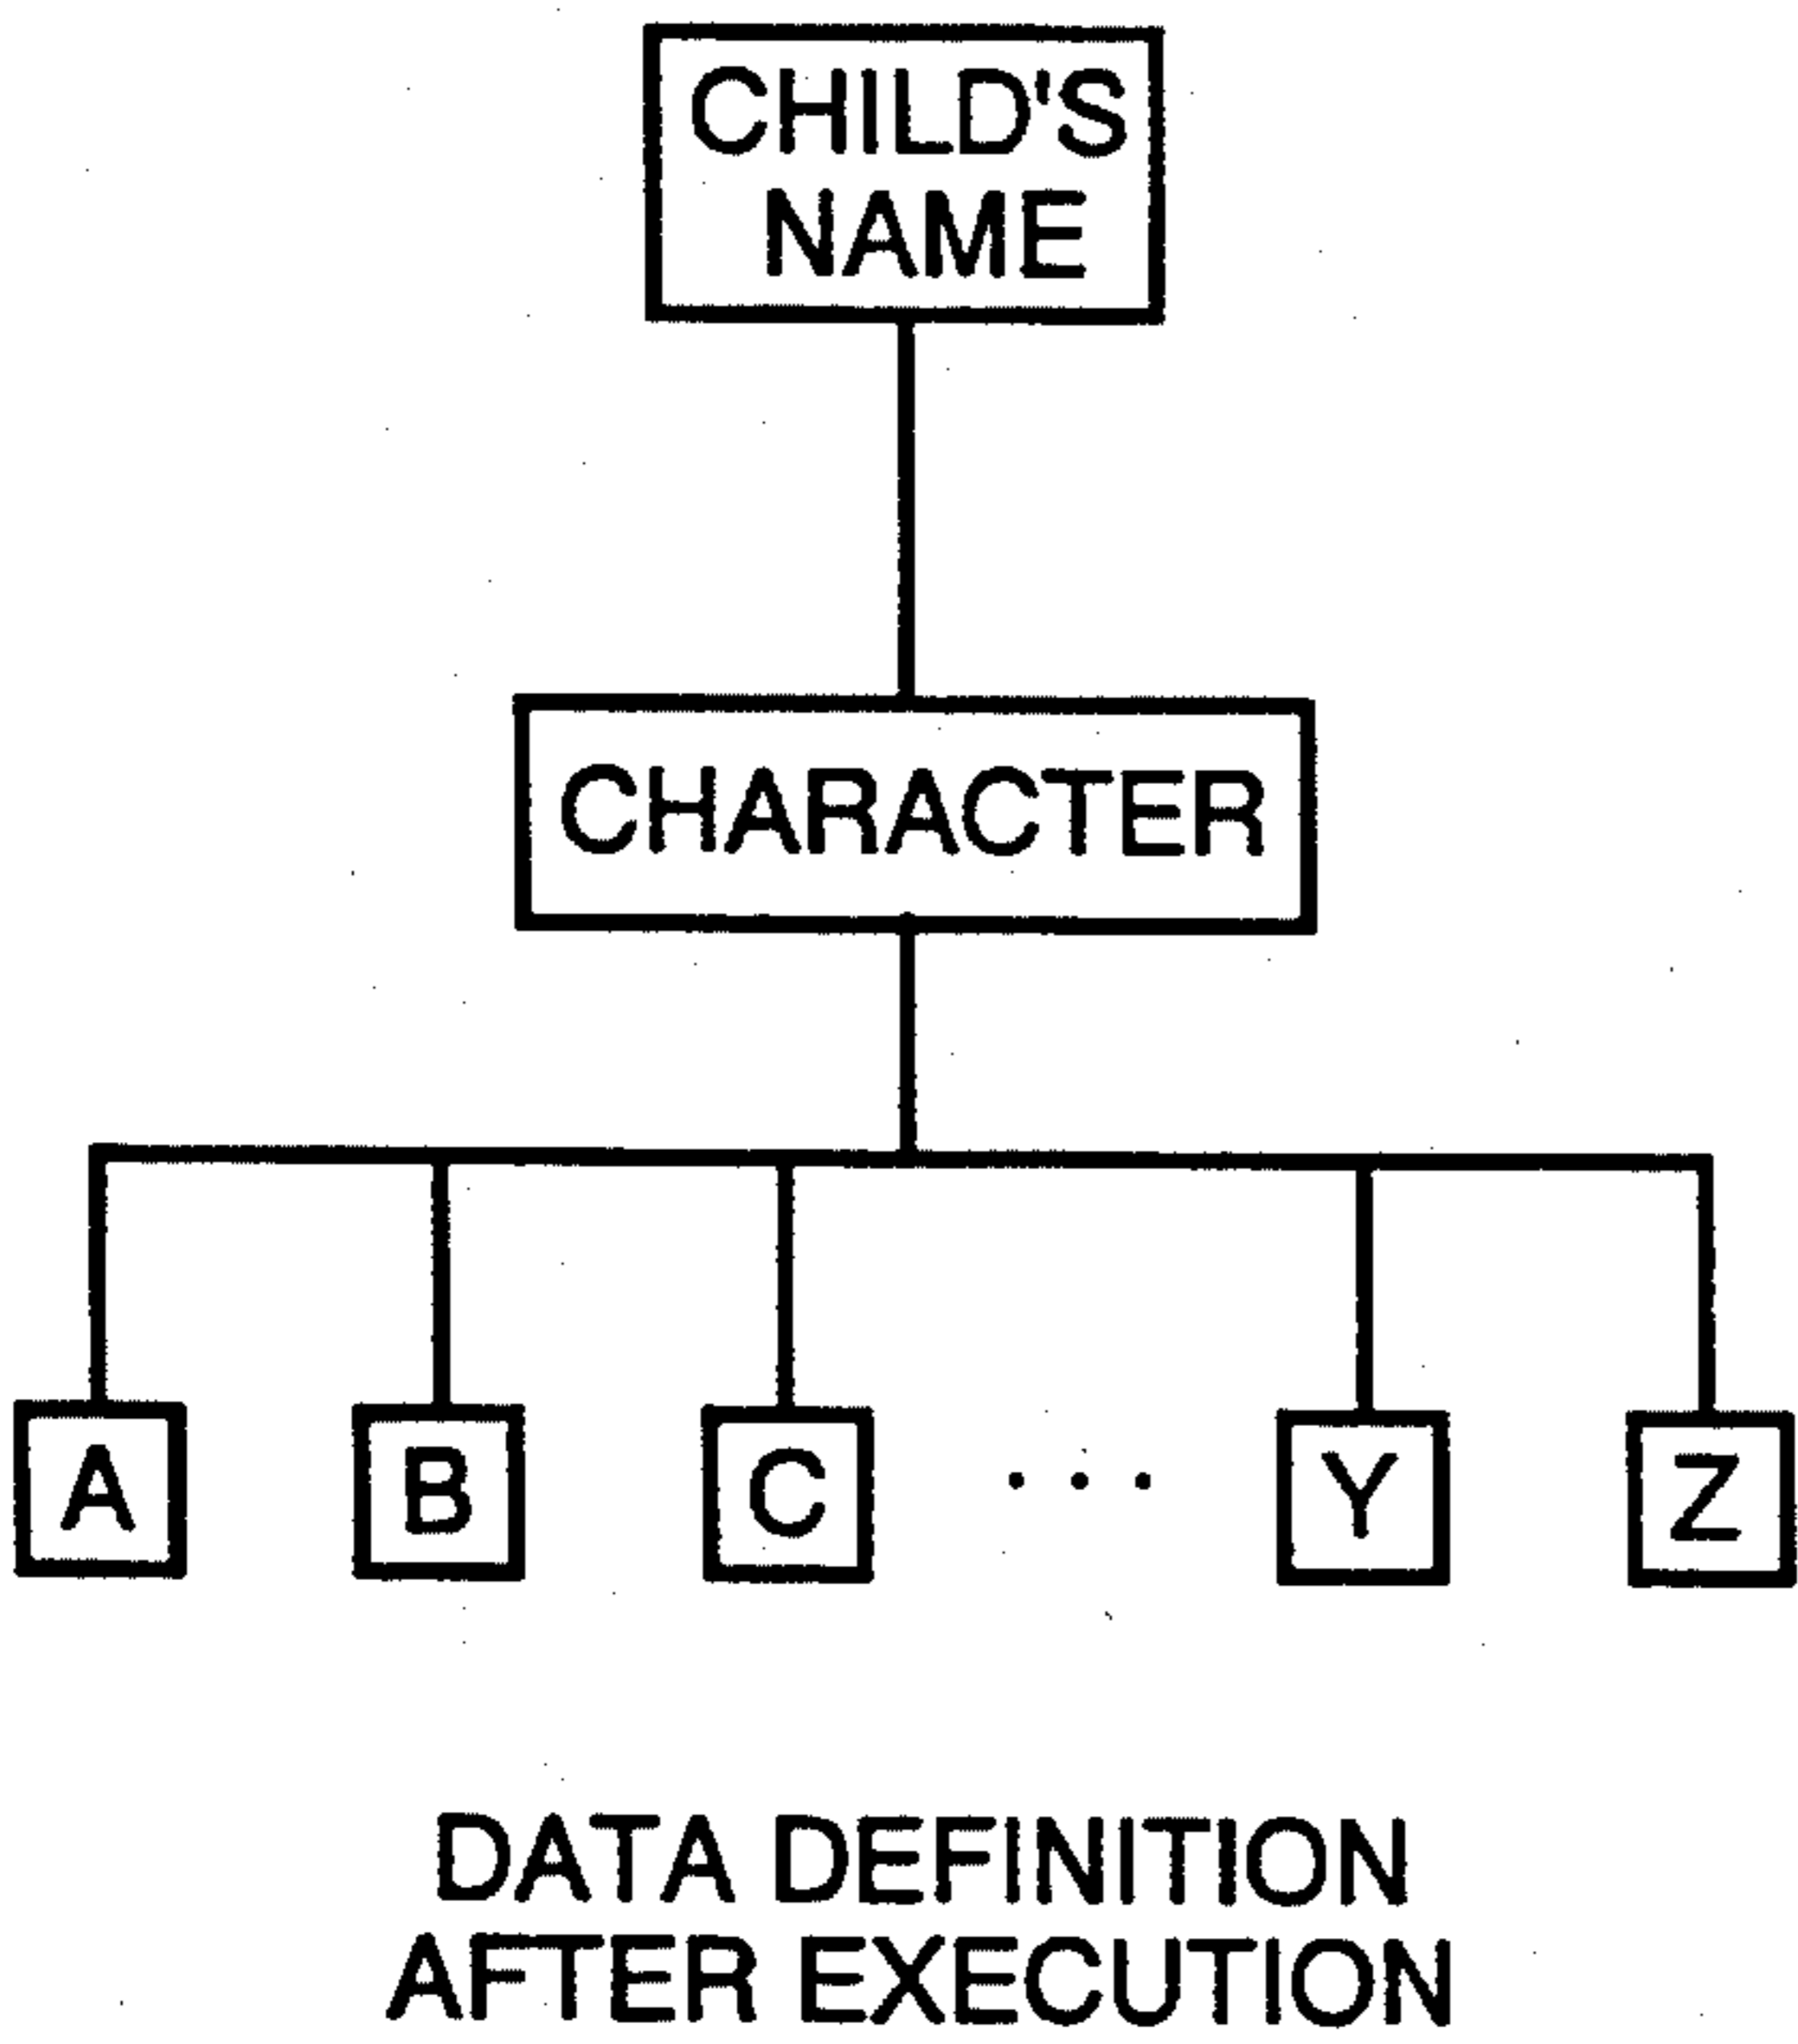 CHILD'S
NAME
CHARACTER
A B C . . . Y Z
DATA DEFINITION
AFTER EXECUTION